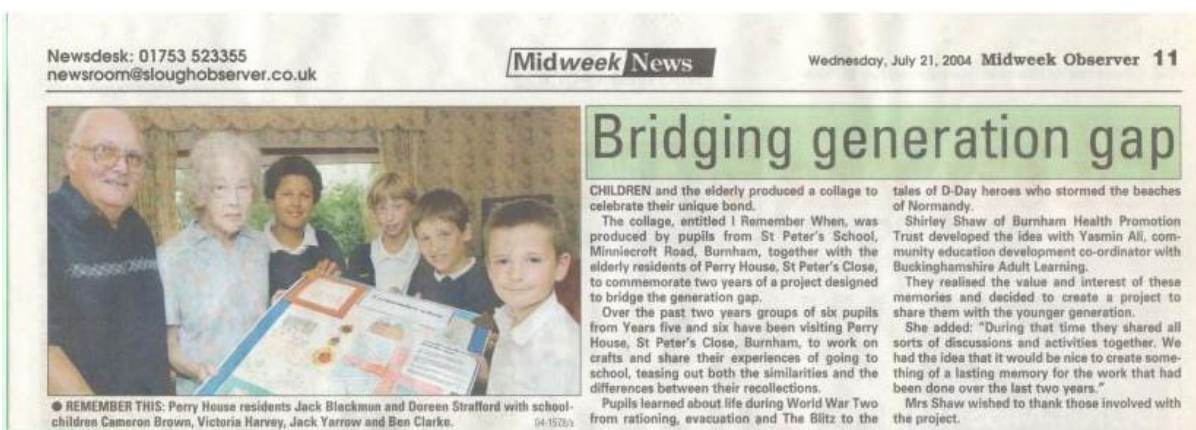 Newsdesk: 01753 523355
newsroom@sloughobserver.co.uk
Midweek News
Wednesday, July 21, 2004 Midweek Observer 11
Bridging generation gap
CHILDREN and the elderly produced a collage to
celebrate their unique bond.
The collage, entitled I Remember When, was
produced by pupils from St Peter's School,
Minniecroft Road, Burnham, together with the
elderly residents of Perry House, St Peter's Close,
to commemorate two years of a project designed
to bridge the generation gap.
Over the past two years groups of six pupils
from Years five and six have been visiting Perry
House, St Peter's Close, Burnham, to work on
crafts and share their experiences of going to
school, teasing out both the similarities and the
differences between their recollections.
Pupils learned about life during World War Two
from rationing, evacuation and The Blitz to the
tales of D-Day heroes who stormed the beaches
of Normandy.
Shirley Shaw of Burnham Health Promotion
Trust developed the idea with Yasmin Ali, com-
munity education development co-ordinator with
Buckinghamshire Adult Learning.
They realised the value and interest of these
memories and decided to create a project to
share them with the younger generation.
She added: "During that time they shared all
sorts of discussions and activities together. We
had the idea that it would be nice to create some-
thing of a lasting memory for the work that had
been done over the last two years."
Mrs Shaw wished to thank those involved with
the project.
● REMEMBER THIS: Perry House residents Jack Blackmun and Doreen Strafford with school-
children Cameron Brown, Victoria Harvey, Jack Yarrow and Ben Clarke.